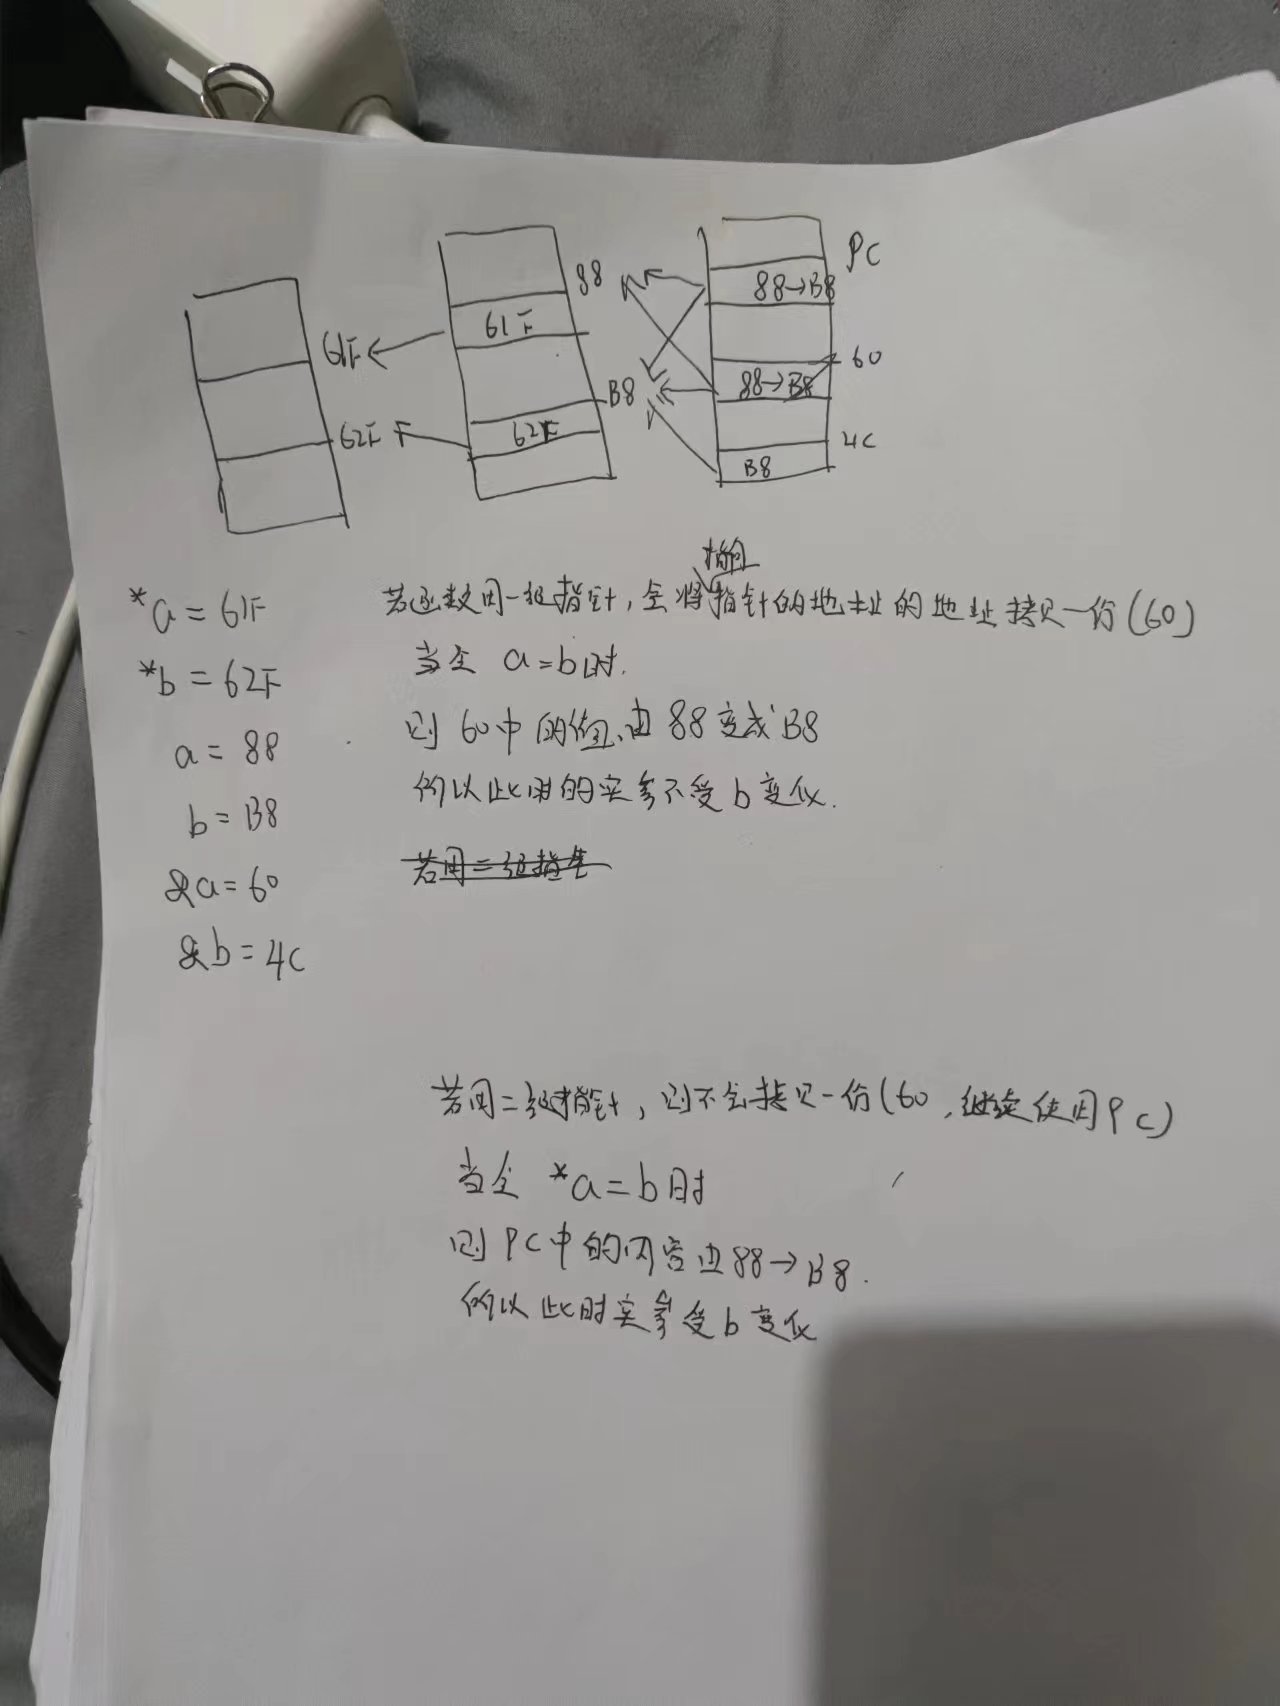 PC
88
88→B8
61F
61F
60
B8
88→B8
62F
62F
4C
B8
指向
*a = 61F
若函数用一级指针，会将指针的地址的地址拷贝一份(60)
*b = 62F
当令 a=b时.
a = 88
则 60中的值由 88 变成 B8
b = B8
所以此时的实参不受b变化.
&a = 60
若用二级指针
&b = 4C
若用二级指针，则不会拷贝一份(60，继续使用PC)
当令 *a = b时
则 PC中的内容由88→B8.
所以此时实参受b变化